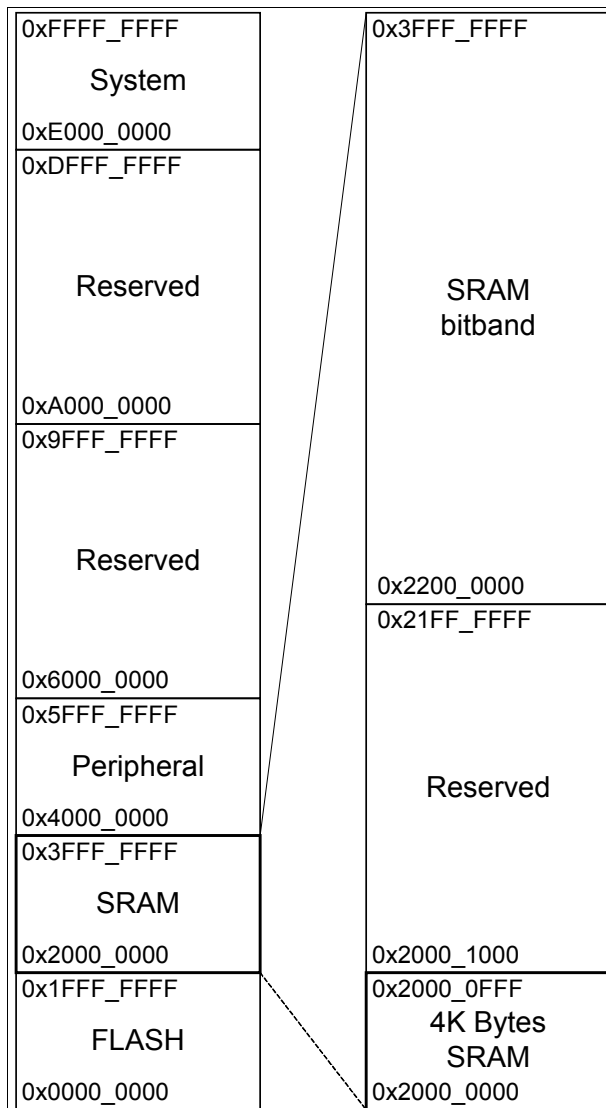 0xFFFF_FFFF
System
0xE000_0000
0xDFFF_FFFF
Reserved
0xA000_0000
0x9FFF_FFFF
Reserved
0x6000_0000
0x5FFF_FFFF
Peripheral
0x4000_0000
0x3FFF_FFFF
SRAM
0x2000_0000
0x1FFF_FFFF
FLASH
0x0000_0000
0x3FFF_FFFF
SRAM
bitband
0x2200_0000
0x21FF_FFFF
Reserved
0x2000_1000
0x2000_0FFF
4K Bytes
SRAM
0x2000_0000